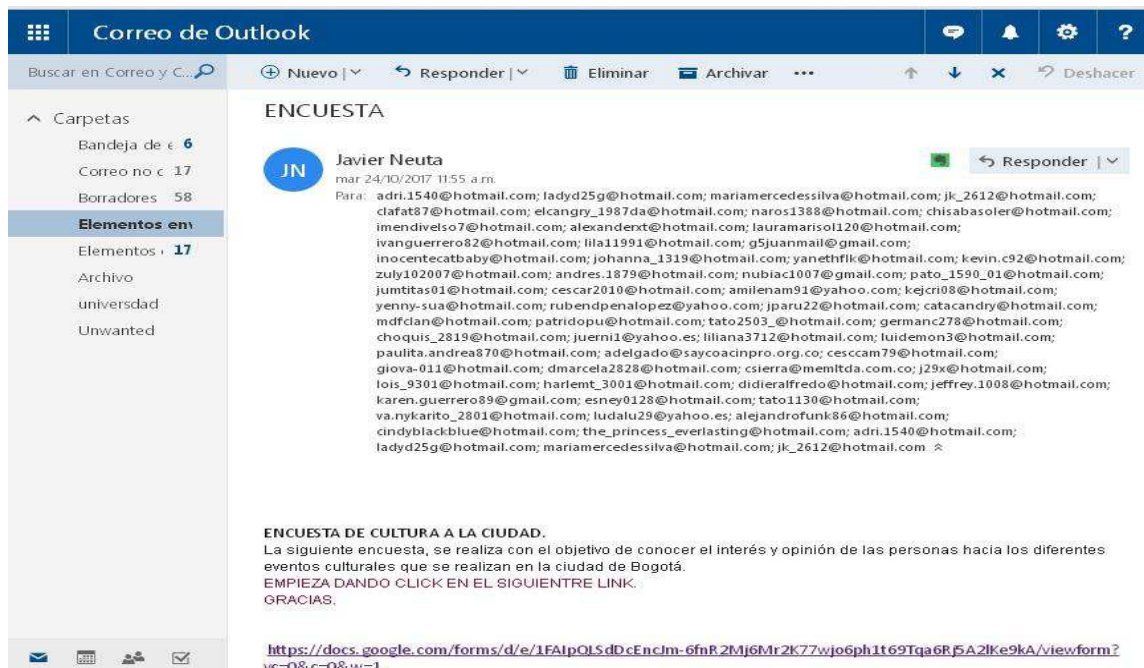 Correo de Outlook
?
Buscar en Correo y C...
Nuevo | Responder | Eliminar Archivar ... Deshacer
Carpetas
Bandeja de e 6
Correo no c 17
Borradores 58
Elementos env
Elementos 17
Archivo
universdad
Unwanted
ENCUESTA
JN
Javier Neuta
Responder |
mar 24/10/2017 11:55 a.m.
Para: adri.1540@hotmail.com; ladyd25g@hotmail.com; mariamercedessilva@hotmail.com; jk_2612@hotmail.com;
clafat87@hotmail.com; elcangry_1987da@hotmail.com; naros1388@hotmail.com; chisabasoler@hotmail.com;
imendivelso7@hotmail.com; alexanderxt@hotmail.com; lauramarisol120@hotmail.com;
ivanguerrero82@hotmail.com; lila11991@hotmail.com; g5juanmail@gmail.com;
inocentecatbaby@hotmail.com; johanna_1319@hotmail.com; yanethflk@hotmail.com; kevin.c92@hotmail.com;
zuly102007@hotmail.com; andres.1879@hotmail.com; nubiac1007@gmail.com; pato_1590_01@hotmail.com;
jumtitas01@hotmail.com; cescar2010@hotmail.com; amilenam91@yahoo.com; kejcri08@hotmail.com;
yenny-sua@hotmail.com; rubendpenalopez@yahoo.com; jparu22@hotmail.com; catacandry@hotmail.com;
mdfclan@hotmail.com; patridopu@hotmail.com; tato2503_@hotmail.com; germanc278@hotmail.com;
choquis_2819@hotmail.com; juerni1@yahoo.es; liliana3712@hotmail.com; luidemon3@hotmail.com;
paulita.andrea870@hotmail.com; adelgado@saycoacinpro.org.co; cesccam79@hotmail.com;
giova-011@hotmail.com; dmarcela2828@hotmail.com; csierra@memltda.com.co; j29x@hotmail.com;
lois_9301@hotmail.com; harlemt_3001@hotmail.com; didieralfredo@hotmail.com; jeffrey.1008@hotmail.com;
karen.guerrero89@gmail.com; esney0128@hotmail.com; tato1130@hotmail.com;
va.nykarito_2801@hotmail.com; ludalu29@yahoo.es; alejandrofunk86@hotmail.com;
cindyblackblue@hotmail.com; the_princess_everlasting@hotmail.com; adri.1540@hotmail.com;
ladyd25g@hotmail.com; mariamercedessilva@hotmail.com; jk_2612@hotmail.com
ENCUESTA DE CULTURA A LA CIUDAD.
La siguiente encuesta, se realiza con el objetivo de conocer el interés y opinión de las personas hacia los diferentes
eventos culturales que se realizan en la ciudad de Bogotá.
EMPIEZA DANDO CLICK EN EL SIGUIENTRE LINK.
GRACIAS.
https://docs.google.com/forms/d/e/1FAIpQLSdDcEncJm-6fnR2Mj6Mr2K77wjo6ph1t69Tqa6Rj5A2lKe9kA/viewform?
vc=0&c=0&w=1